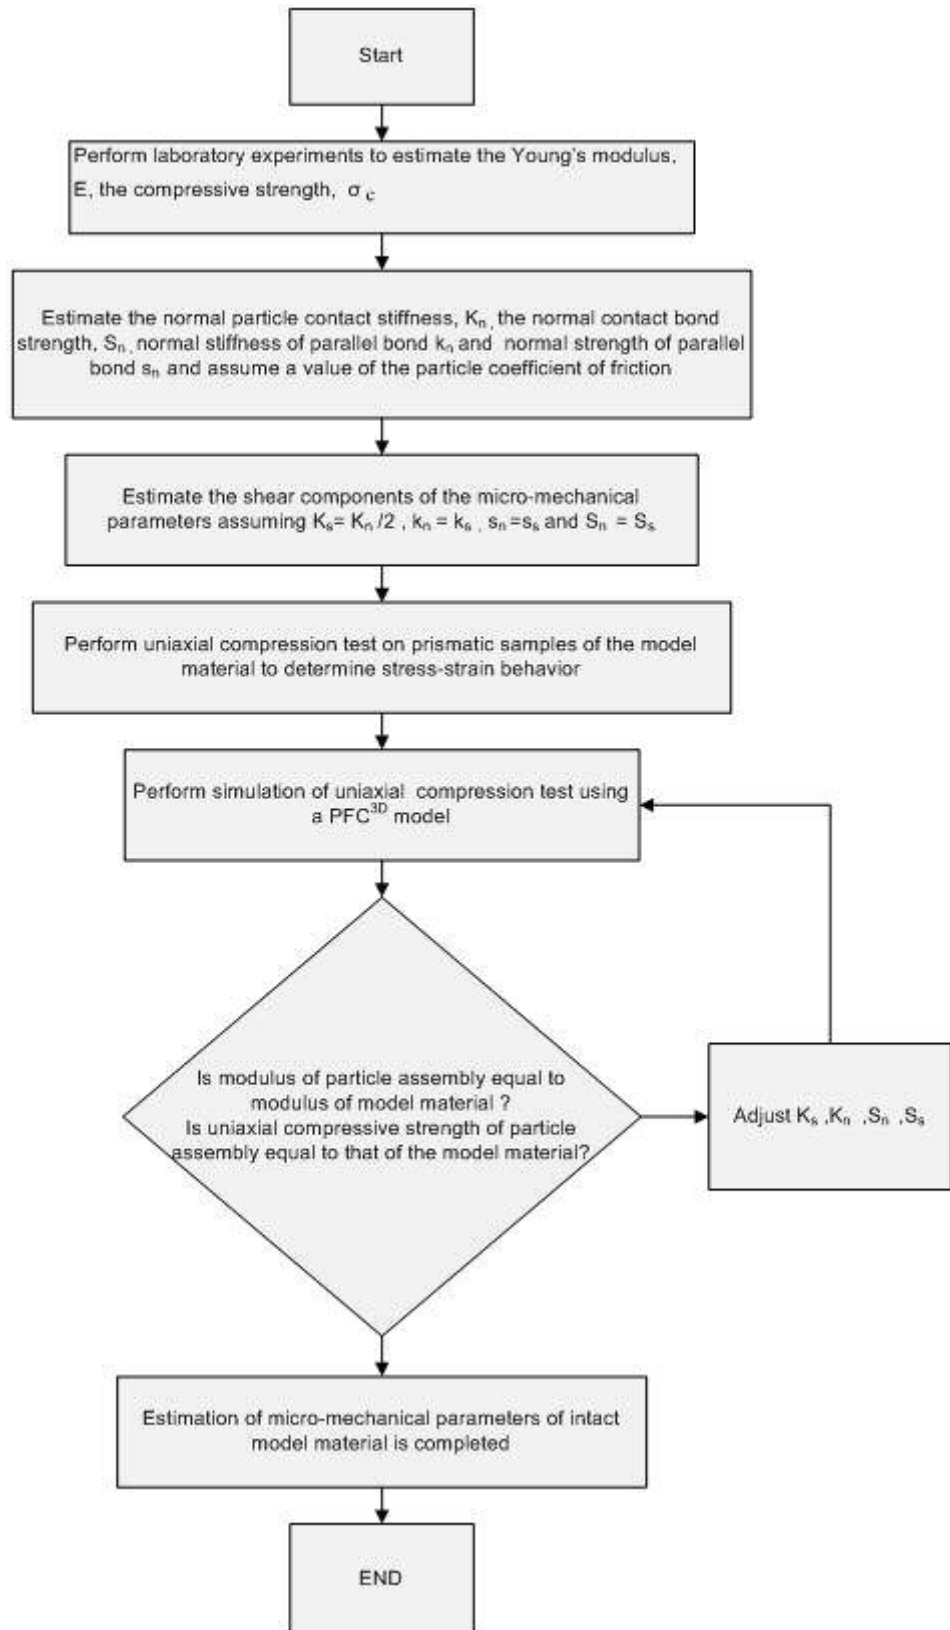 Start
Perform laboratory experiments to estimate the Young's modulus,
E, the compressive strength, σc
Estimate the normal particle contact stiffness, Kn, the normal contact bond
strength, Sn, normal stiffness of parallel bond kn and normal strength of parallel
bond sn and assume a value of the particle coefficient of friction
Estimate the shear components of the micro-mechanical
parameters assuming Ks= Kn /2 , kn = ks , sn =ss and Sn = Ss
Perform uniaxial compression test on prismatic samples of the model
material to determine stress-strain behavior
Perform simulation of uniaxial compression test using
a PFC3D model
Is modulus of particle assembly equal to
modulus of model material ?
Is uniaxial compressive strength of particle
assembly equal to that of the model material?
Adjust Ks ,Kn ,Sn ,Ss
Estimation of micro-mechanical parameters of intact
model material is completed
END